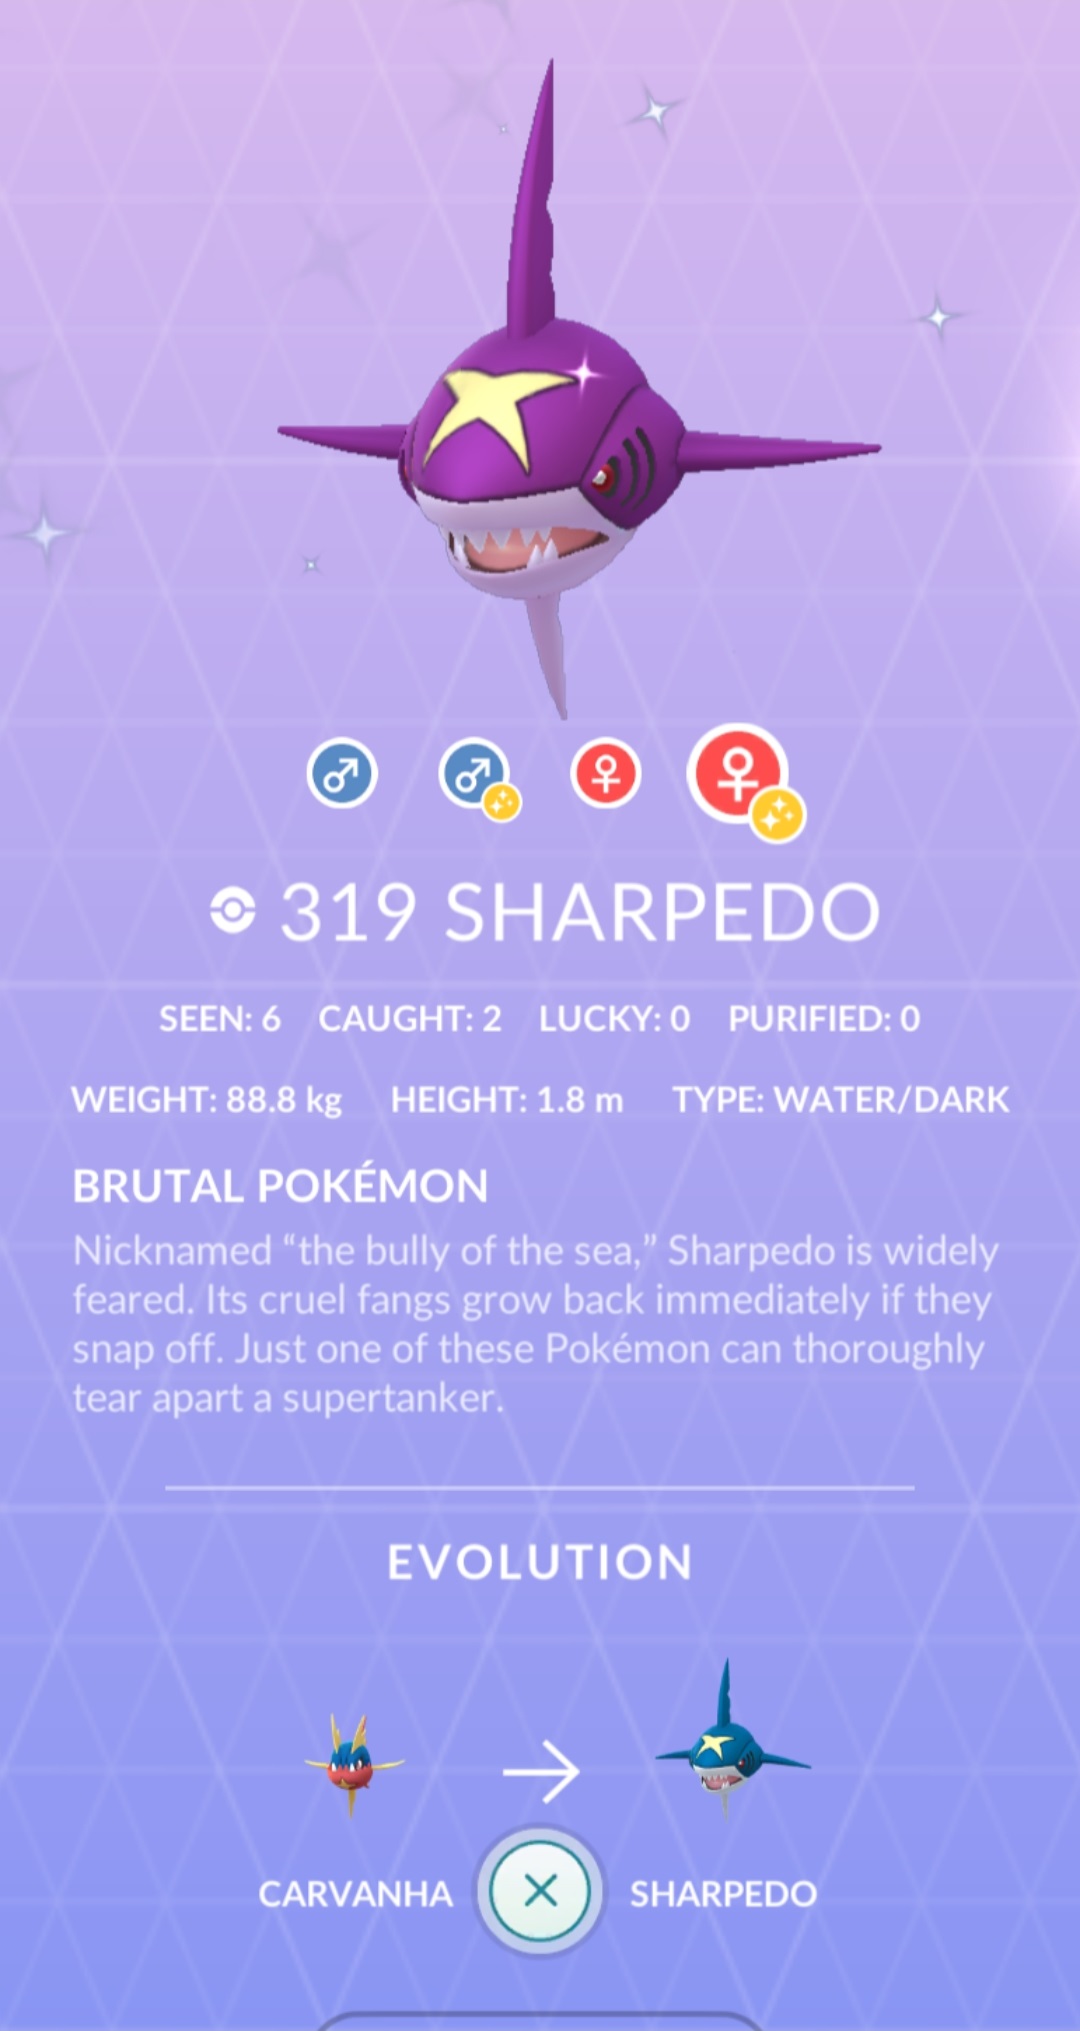 319 SHARPEDO
SEEN: 6 CAUGHT: 2 LUCKY: 0 PURIFIED: 0
WEIGHT: 88.8 kg HEIGHT: 1.8 m TYPE: WATER/DARK
BRUTAL POKÉMON
Nicknamed “the bully of the sea,” Sharpedo is widely
feared. Its cruel fangs grow back immediately if they
snap off. Just one of these Pokémon can thoroughly
tear apart a supertanker.
EVOLUTION
CARVANHA SHARPEDO